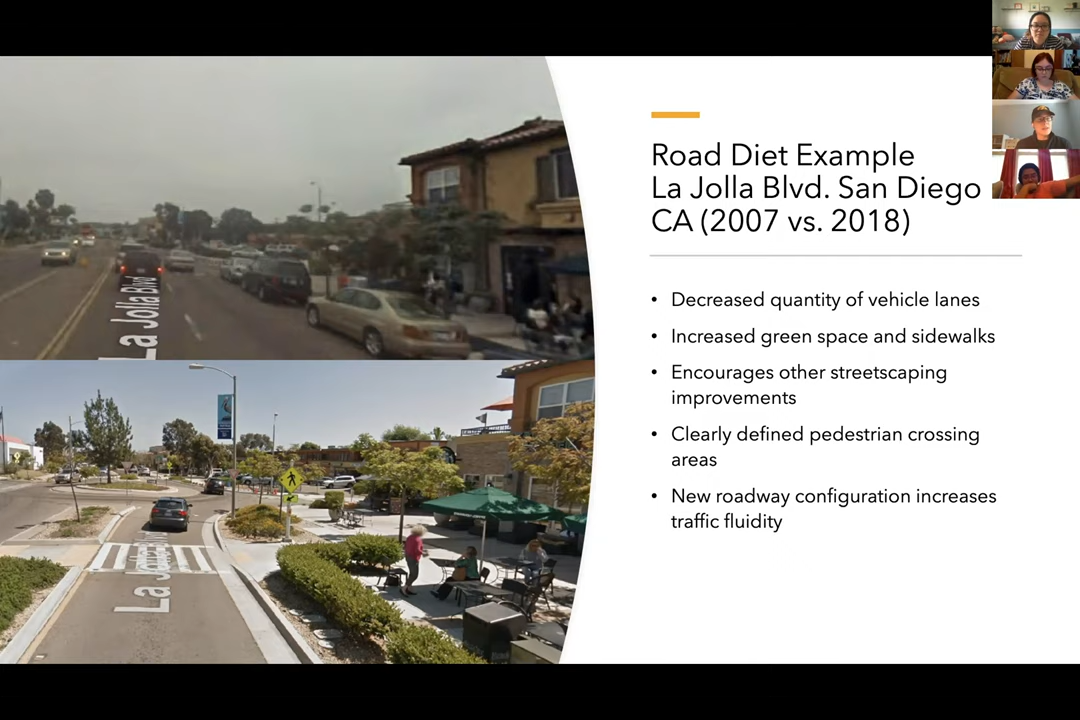 Road Diet Example
La Jolla Blvd. San Diego
CA (2007 vs. 2018)
• Decreased quantity of vehicle lanes
• Increased green space and sidewalks
• Encourages other streetscaping
improvements
• Clearly defined pedestrian crossing
areas
• New roadway configuration increases
traffic fluidity
La Jolla Blvd